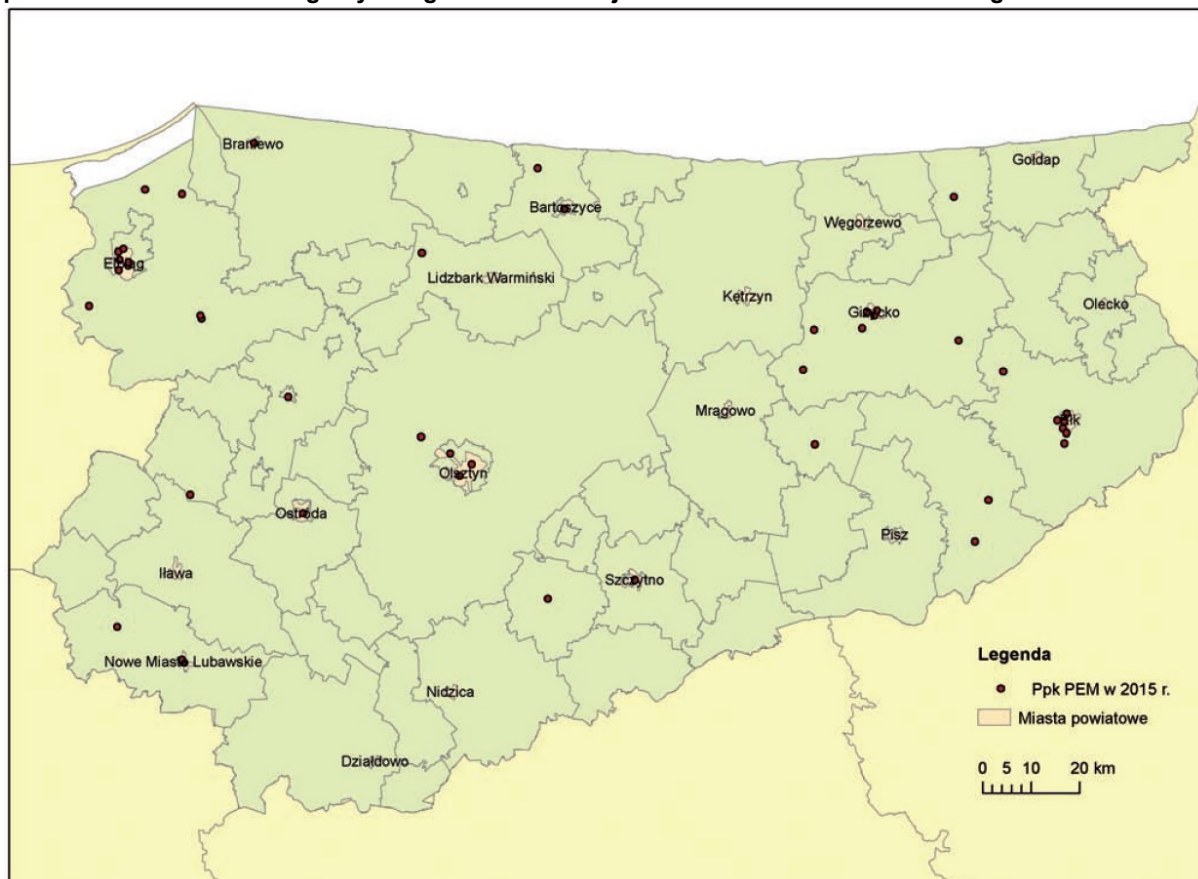 Braniewo
Gołdap
Bartoszyce
Węgorzewo
Elbląg
Lidzbark Warmiński
Kętrzyn
Giżycko
Olecko
Mrągowo
Ełk
Olsztyn
Ostróda
Pisz
Iława
Szczytno
Nowe Miasto Lubawskie
Nidzica
Działdowo
Legenda
Ppk PEM w 2015 r.
Miasta powiatowe
0 5 10 20 km